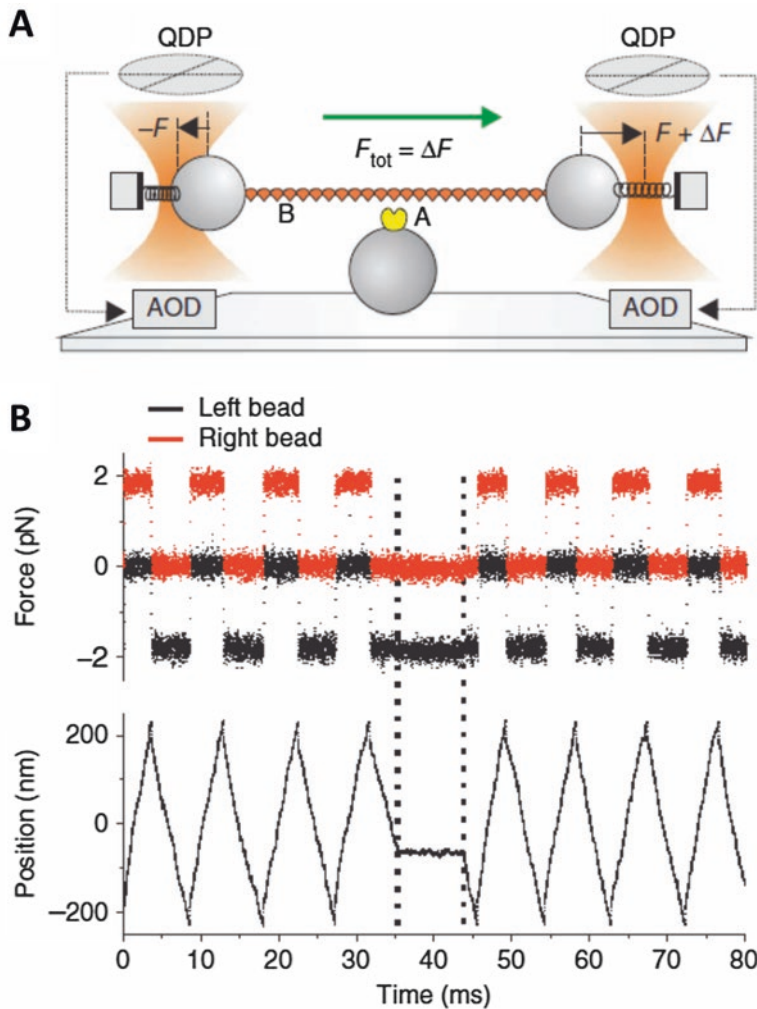 A
QDP
QDP
–F
F + ΔF
Ftot = ΔF
B
A
AOD
AOD
B
Left bead
Right bead
Force (pN)
2
0
–2
Position (nm)
200
0
–200
0 10 20 30 40 50 60 70 80
Time (ms)